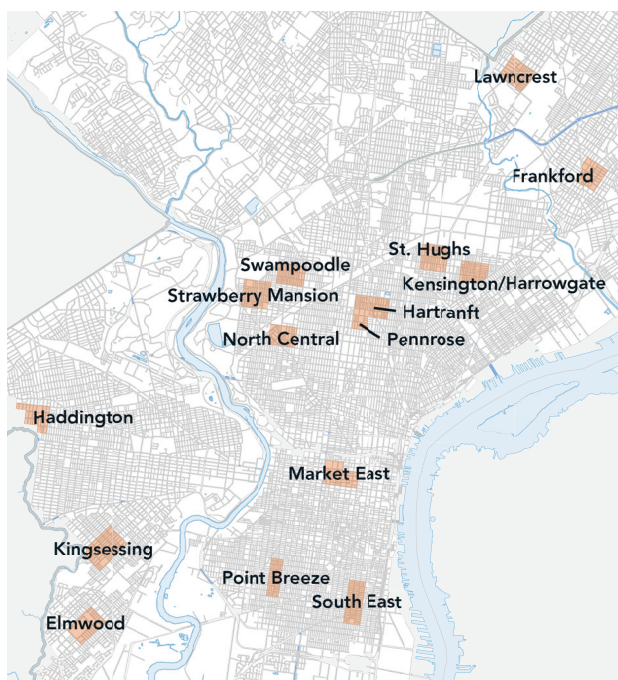 Lawncrest
Frankford
St. Hughs
Swampoodle
Kensington/Harrowgate
Strawberry Mansion
Hartranft
North Central
Pennrose
Haddington
Market East
Kingsessing
Point Breeze
South East
Elmwood